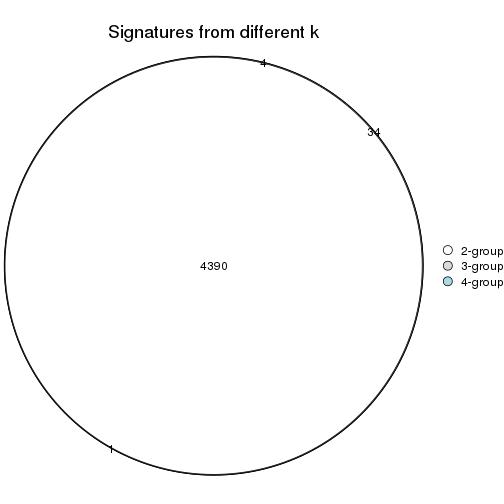 Signatures from different k
4
34
4390
2-group
3-group
4-group
1